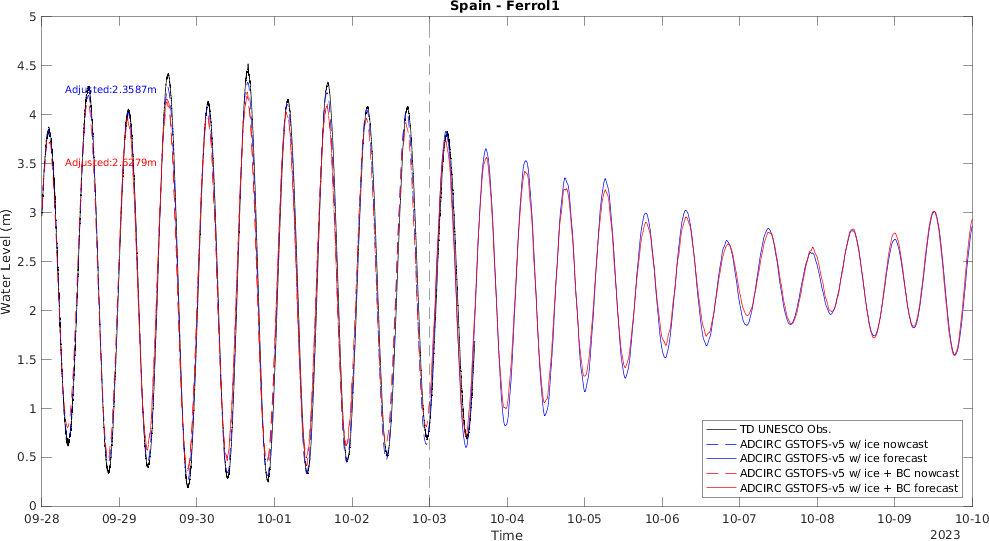 Spain - Ferrol1
5
4.5
4
3.5
3
2.5
2
1.5
1
0.5
0
Water Level (m)
Adjusted:2.3587m
Adjusted:2.6279m
TD UNESCO Obs.
ADCIRC GSTOFS-v5 w/ ice nowcast
ADCIRC GSTOFS-v5 w/ ice forecast
ADCIRC GSTOFS-v5 w/ ice + BC nowcast
ADCIRC GSTOFS-v5 w/ ice + BC forecast
09-28 09-29 09-30 10-01 10-02 10-03 10-04 10-05 10-06 10-07 10-08 10-09 10-10
Time
2023